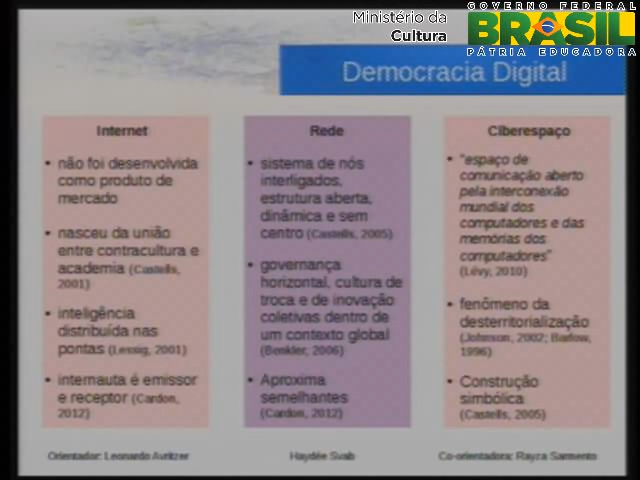 Ministério da
Cultura
GOVERNO FEDERAL
BRASIL
PÁTRIA EDUCADORA
Democracia Digital
Internet
• não foi desenvolvida
como produto de
mercado
• nasceu da união
entre contracultura e
academia (Castells,
2001)
• inteligência
distribuída nas
pontas (Lessig, 2001)
• internauta é emissor
e receptor (Cardon,
2012)
Rede
• sistema de nós
interligados,
estrutura aberta,
dinâmica e sem
centro (Castells, 2005)
• governança
horizontal, cultura de
troca e de inovação
coletivas dentro de
um contexto global
(Benkler, 2006)
• Aproxima
semelhantes
(Cardon, 2012)
Ciberespaço
• "espaço de
comunicação aberto
pela interconexão
mundial dos
computadores e das
memórias dos
computadores"
(Lévy, 2010)
• fenômeno da
desterritorialização
(Johnson, 2002; Barlow,
1996)
• Construção
simbólica
(Castells, 2005)
Orientador: Leonardo Avritzer
Haydée Svab
Co-orientadora: Rayza Sarmento